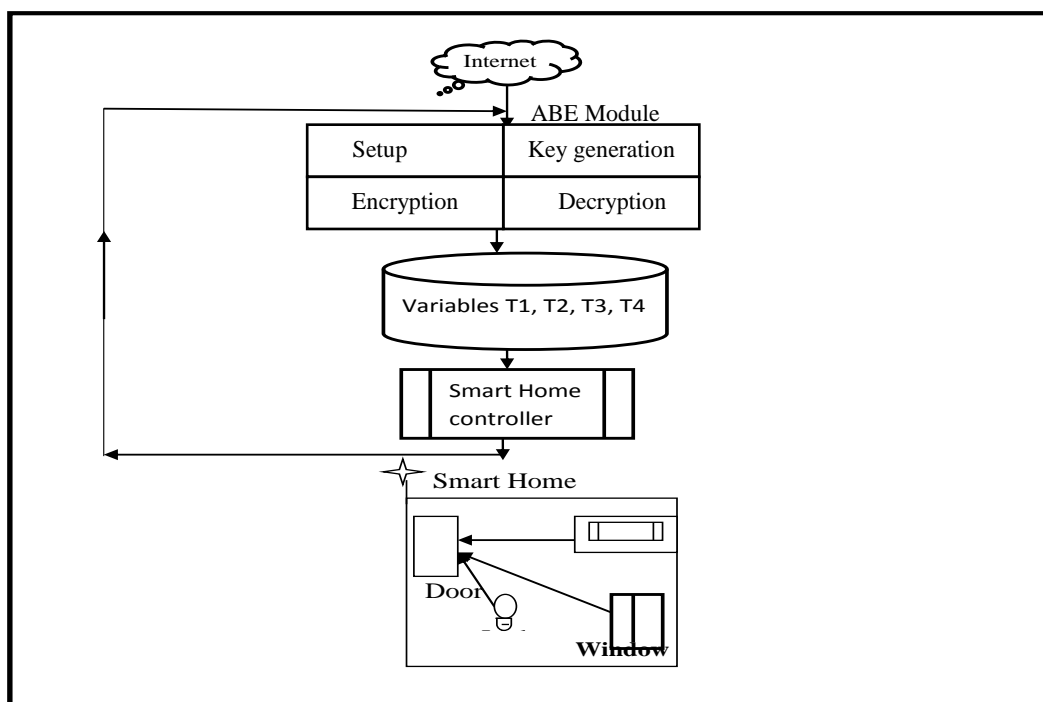 Internet
ABE Module
Setup
Key generation
Encryption
Decryption
Variables T1, T2, T3, T4
Smart Home
controller
Smart Home
Door
Window